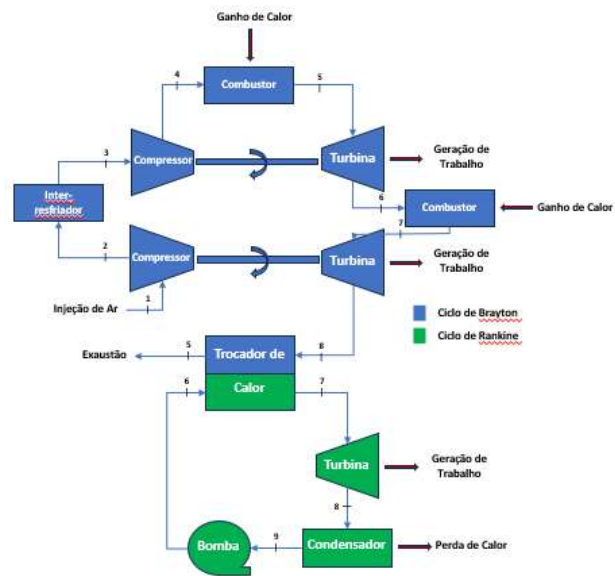 Ganho de Calor
4
Combustor
5
3
Compressor
Turbina
Geração de
Trabalho
Inter-
resfriador
6
Combustor
Ganho de Calor
7
2
Compressor
Turbina
Geração de
Trabalho
Injeção de Ar
1
Ciclo de Brayton
Ciclo de Rankine
Exaustão
5
Trocador de
8
6
Calor
7
Turbina
Geração de
Trabalho
8
Bomba
9
Condensador
Perda de Calor